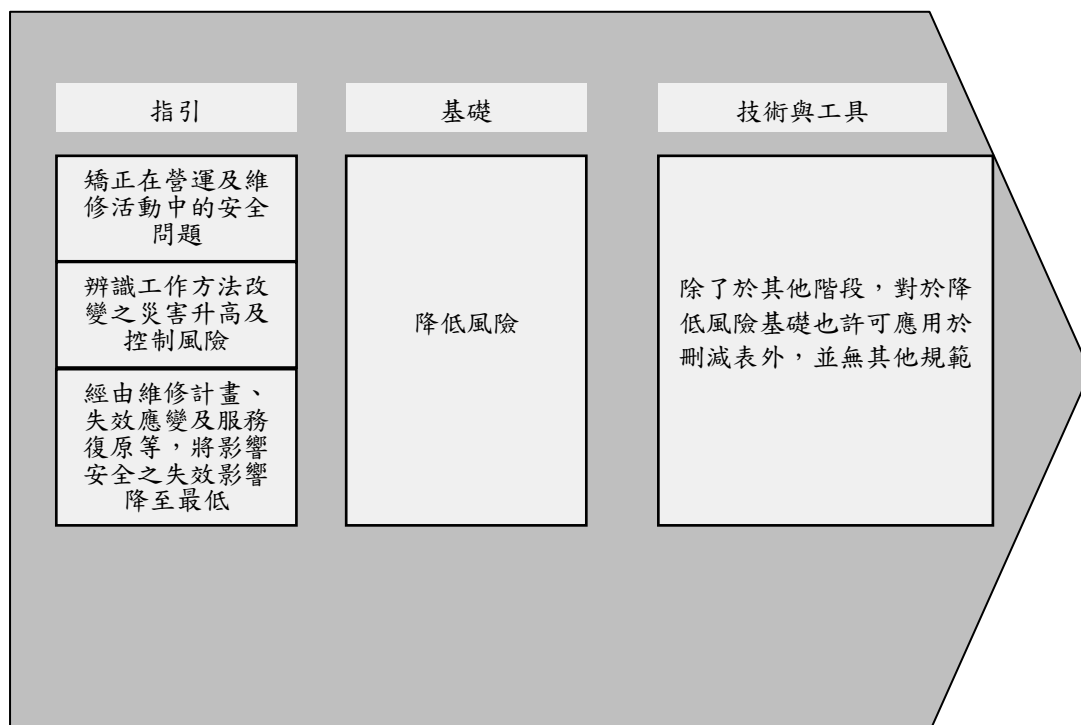 指引
基礎
技術與工具
矯正在營運及維
修活動中的安全
問題
辨識工作方法改
變之災害升高及
控制風險
經由維修計畫、
失效應變及服務
復原等，將影響
安全之失效影響
降至最低
降低風險
除了於其他階段，對於降
低風險基礎也許可應用於
刪減表外，並無其他規範